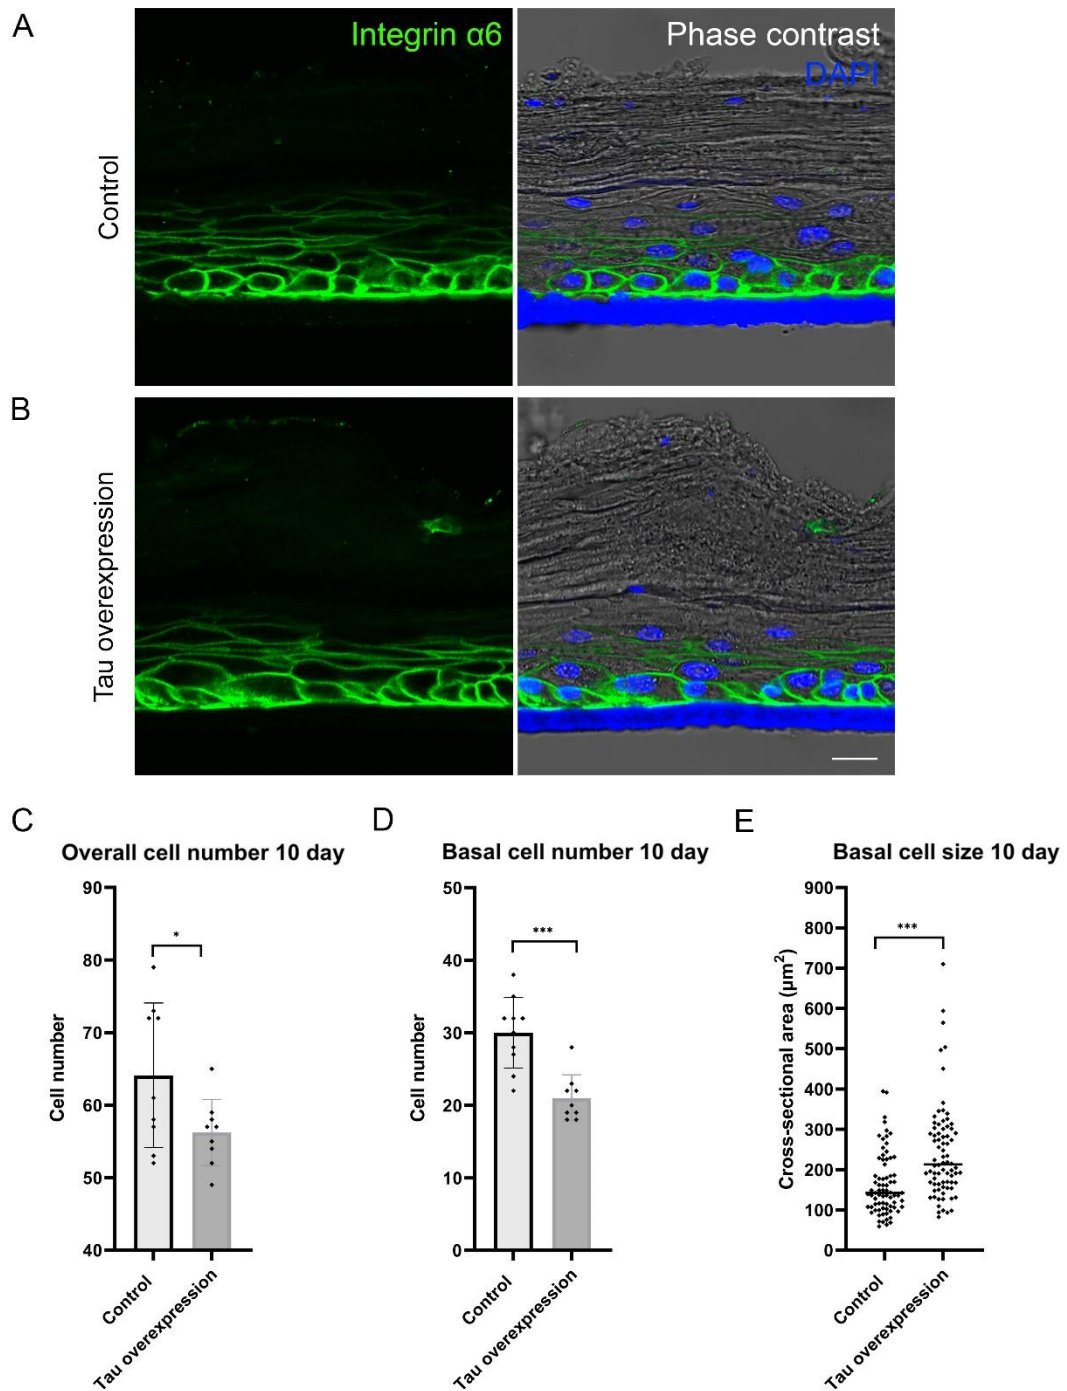 A
Integrin α6
Phase contrast
DAPI
Control
B
Tau overexpression
C
D
E
Overall cell number 10 day
Basal cell number 10 day
Basal cell size 10 day
90
80
70
60
50
40
Cell number
*
Control
Tau overexpression
50
40
30
20
10
0
Cell number
***
Control
Tau overexpression
900
800
700
600
500
400
300
200
100
0
Cross-sectional area (μm²)
***
Control
Tau overexpression